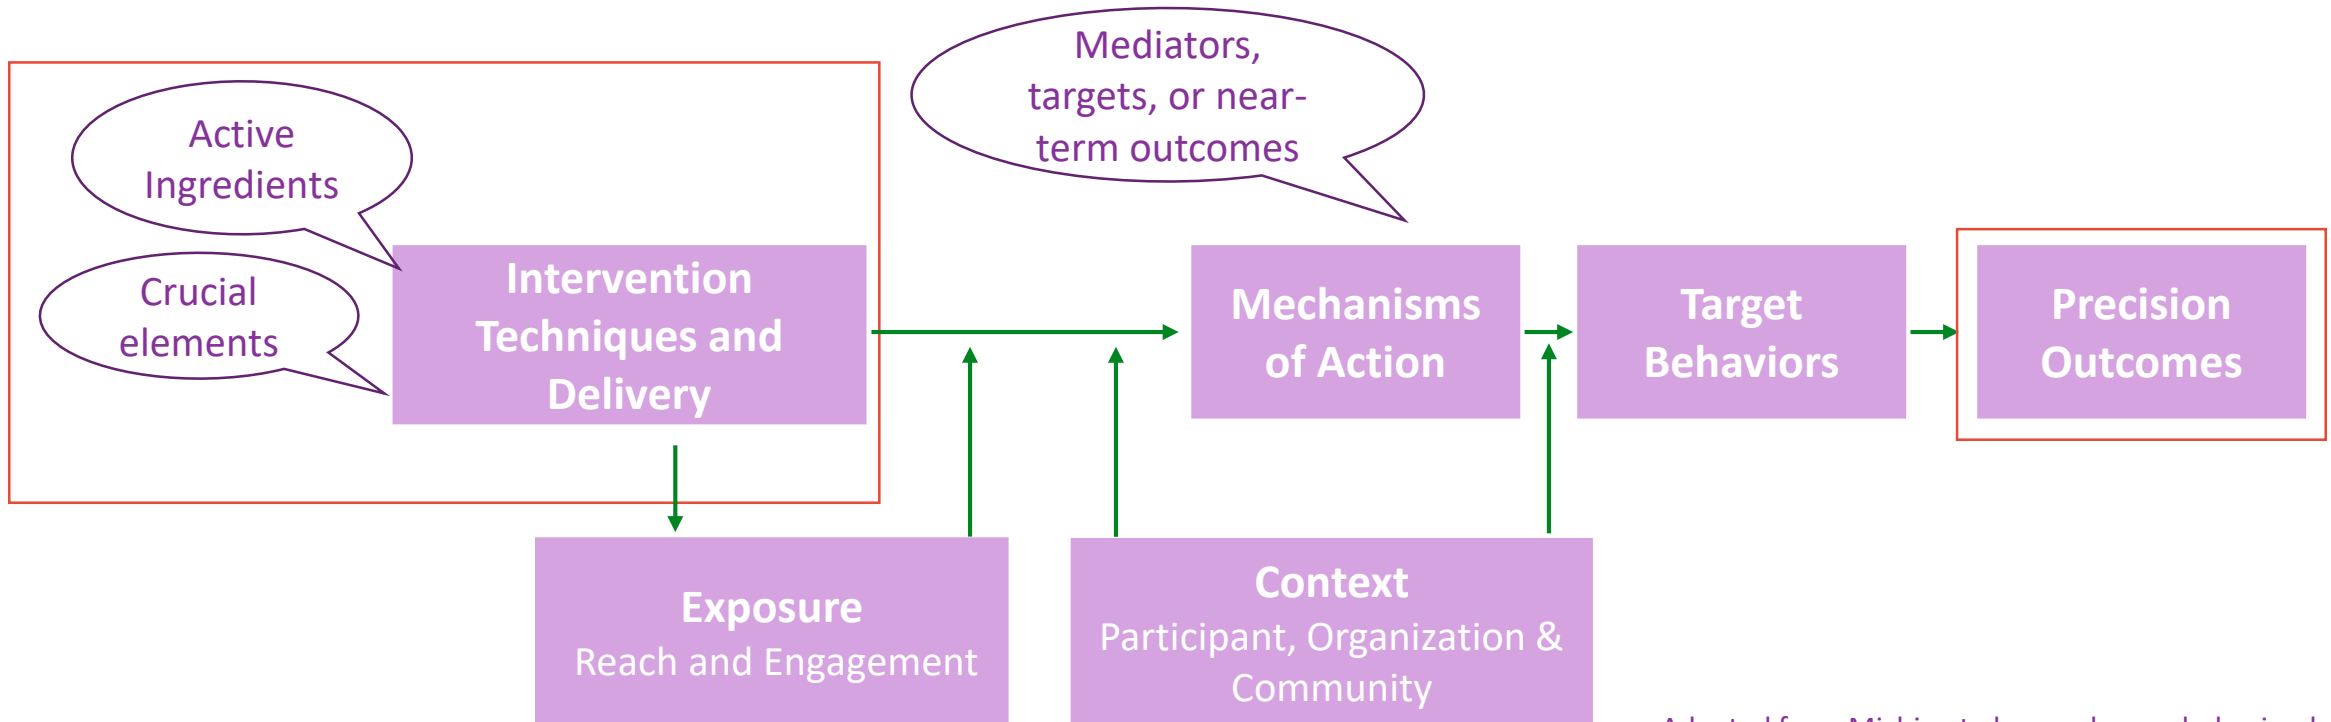 Mediators,
targets, or near-
term outcomes
Active
Ingredients
Crucial
elements
Intervention
Techniques and
Delivery
Mechanisms
of Action
Target
Behaviors
Precision
Outcomes
Exposure
Reach and Engagement
Context
Participant, Organization &
Community